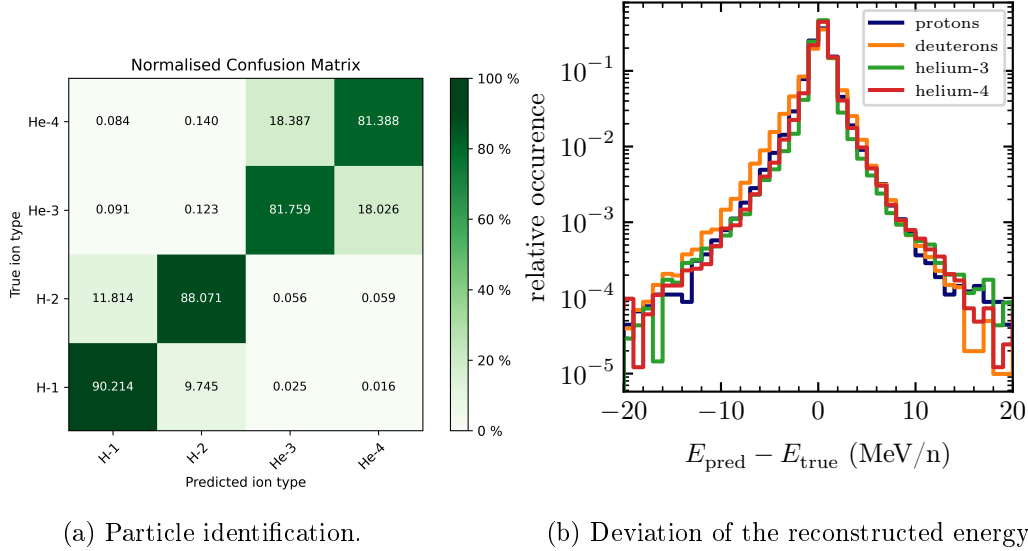 Normalised Confusion Matrix
True ion type
He-4
0.084 0.140 18.387 81.388
He-3
0.091 0.123 81.759 18.026
H-2
11.814 88.071 0.056 0.059
H-1
90.214 9.745 0.025 0.016
H-1 H-2 He-3 He-4
Predicted ion type
100 %
80 %
60 %
40 %
20 %
0 %
(a) Particle identification.
relative occurence
10⁻¹
10⁻²
10⁻³
10⁻⁴
10⁻⁵
protons
deuterons
helium-3
helium-4
−20 −10 0 10 20
E_pred − E_true (MeV/n)
(b) Deviation of the reconstructed energy